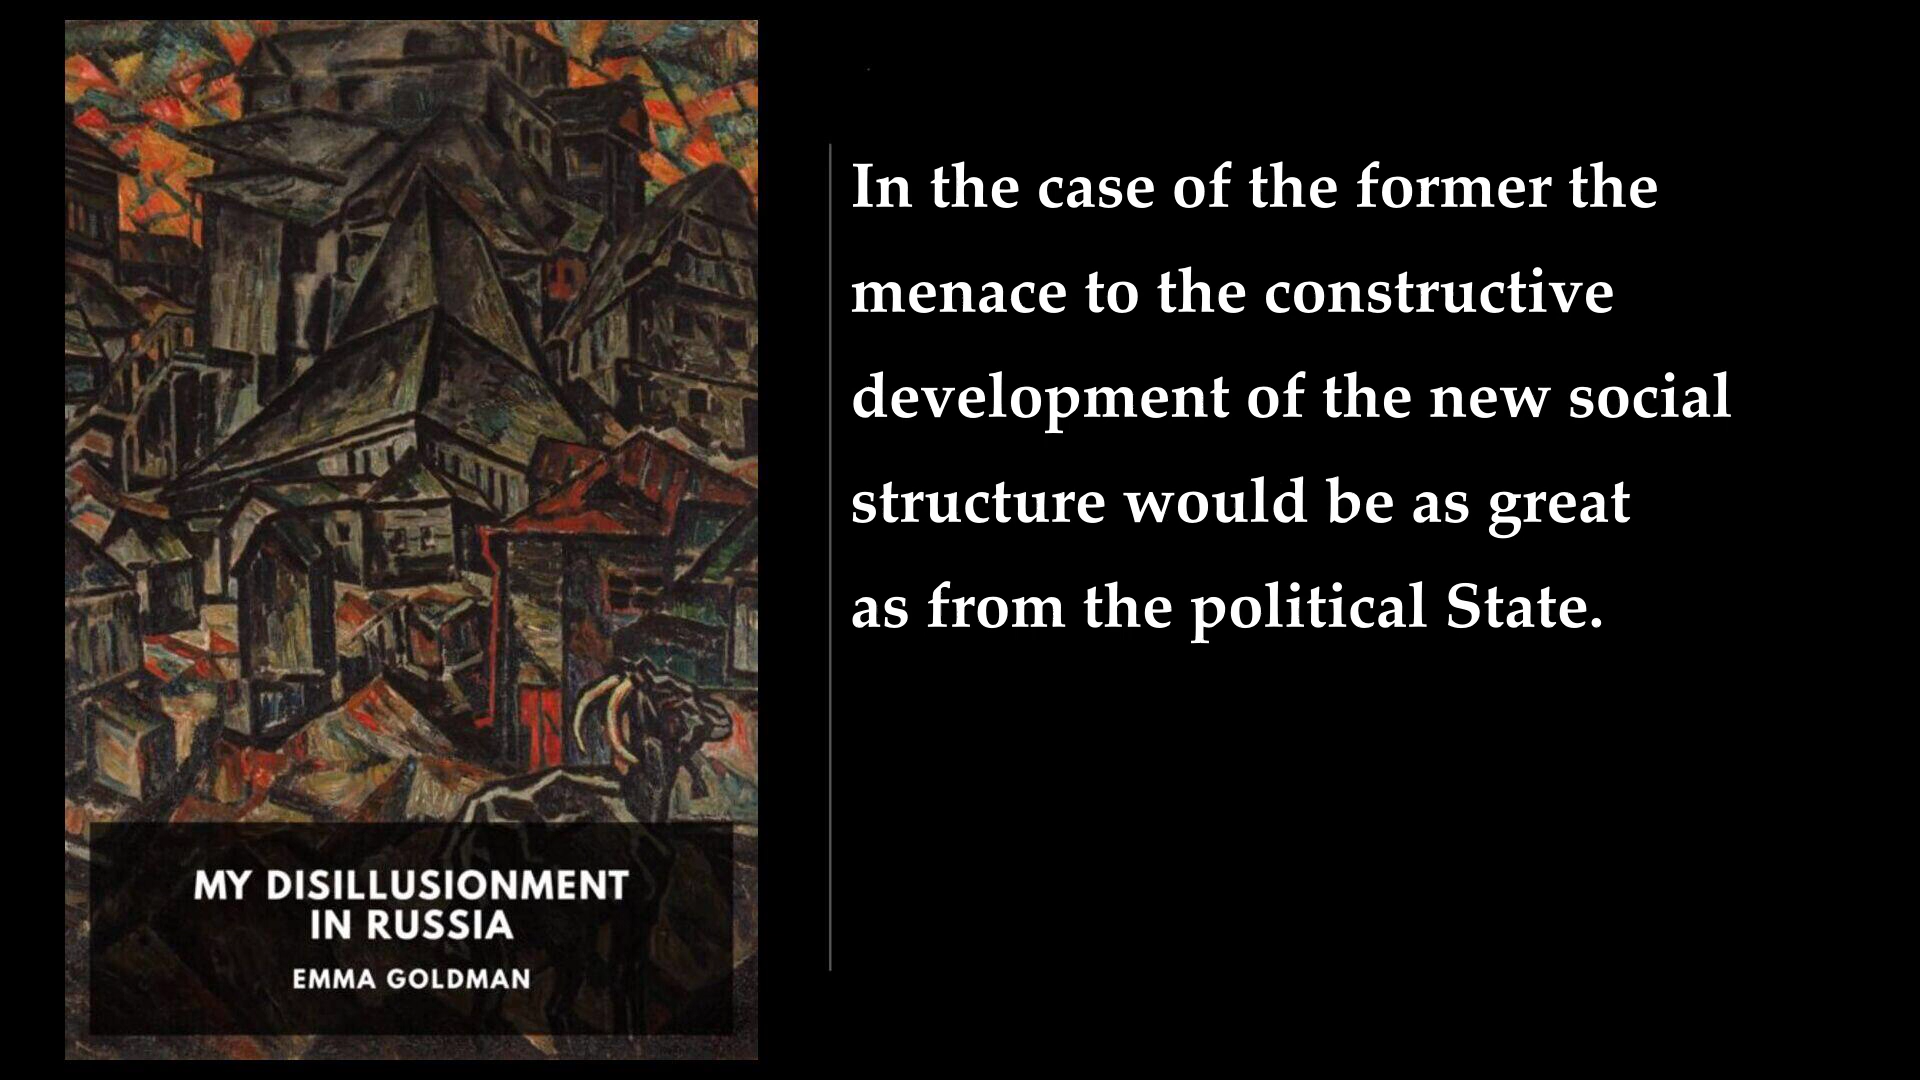 MY DISILLUSIONMENT
IN RUSSIA
EMMA GOLDMAN
In the case of the former the
menace to the constructive
development of the new social
structure would be as great
as from the political State.